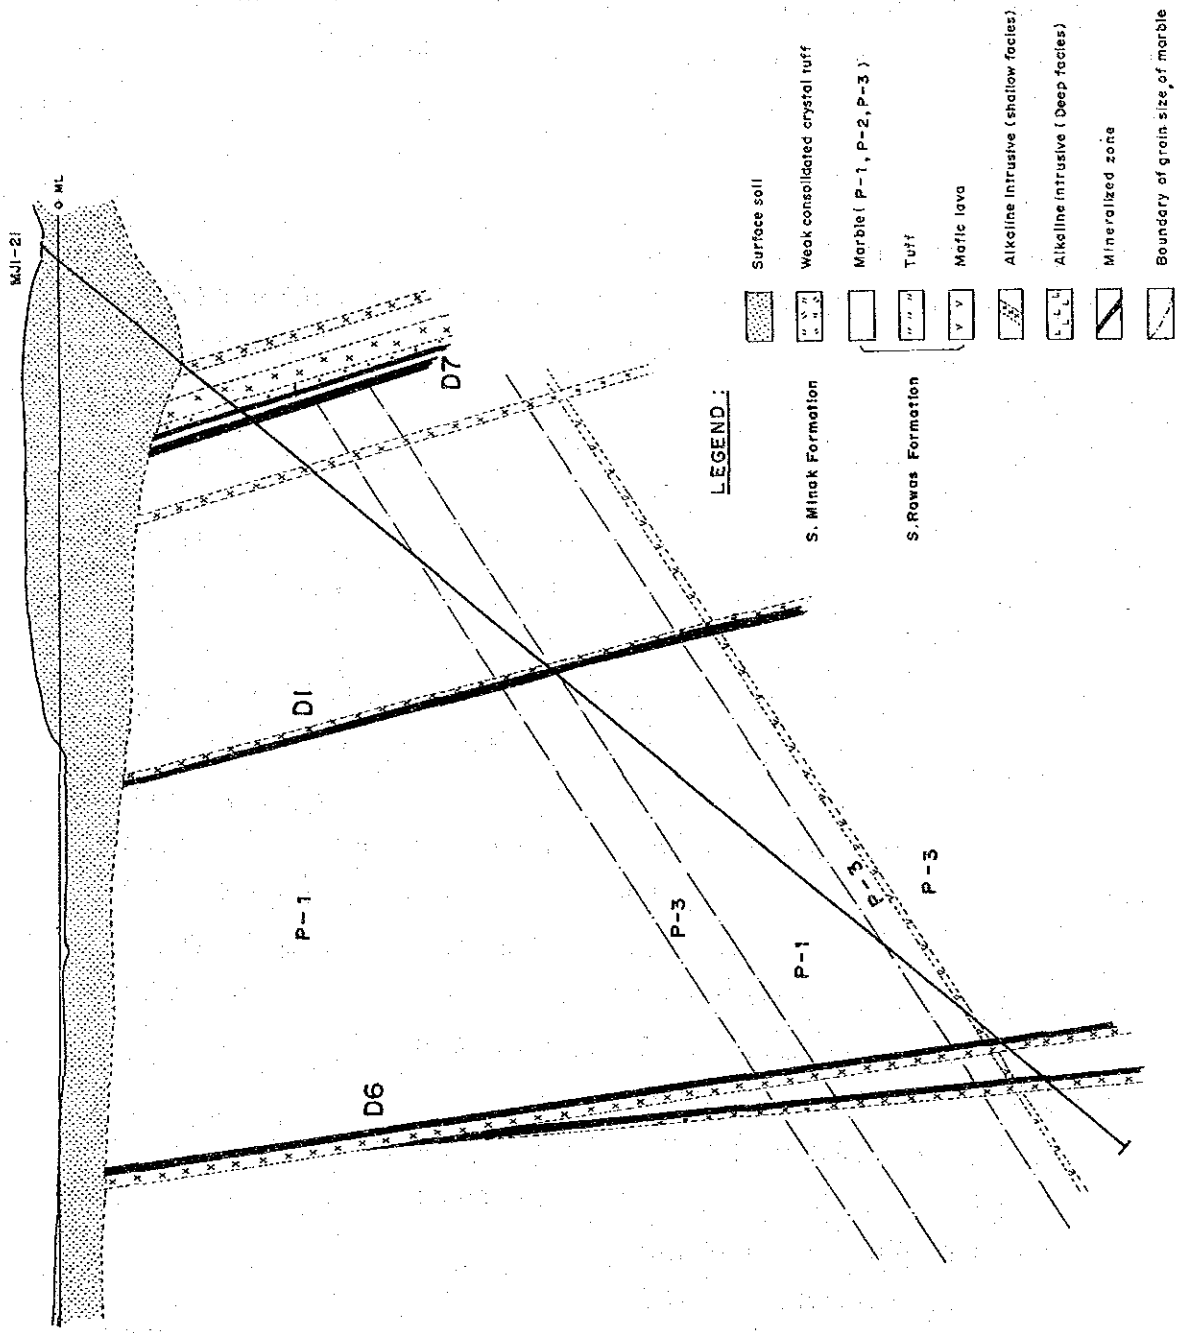 MJI-21
0 ML
D7
D1
D6
P-1
P-3
P-1
P-3
P-3
LEGEND :
Surface soil
S. Minak Formation
Weak consolidated crystal tuff
Marble ( P-1, P-2, P-3 )
S. Rawas Formation
Tuff
Mafic lava
Alkaline Intrusive (shallow facies)
Alkaline Intrusive ( Deep facies)
Mineralized zone
Boundary of grain size of marble